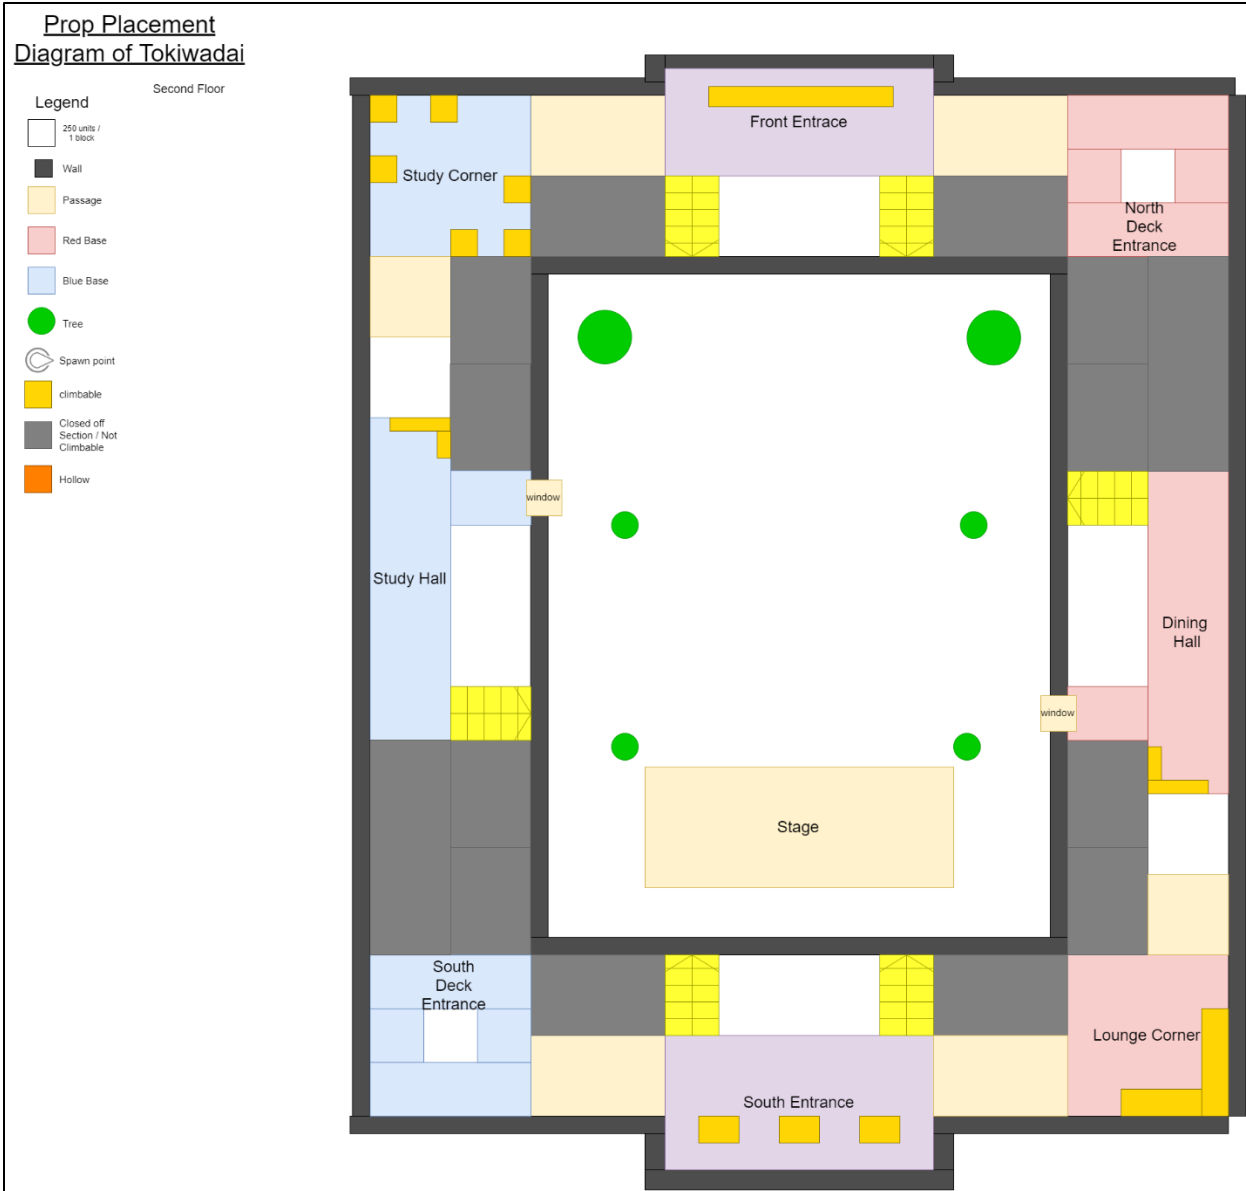 Prop Placement
Diagram of Tokiwadai
Second Floor
Legend
250 units /
1 block
Wall
Passage
Red Base
Blue Base
Tree
Spawn point
climbable
Closed off
Section / Not
Climbable
Hollow
Front Entrace
Study Corner
North
Deck
Entrance
window
Study Hall
Dining
Hall
window
Stage
South
Deck
Entrance
Lounge Corner
South Entrance